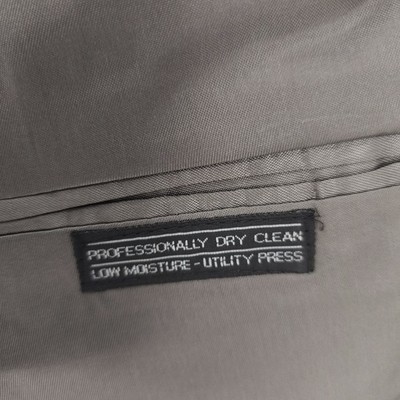 PROFESSIONALLY DRY CLEAN
LOW MOISTURE - UTILITY PRESS